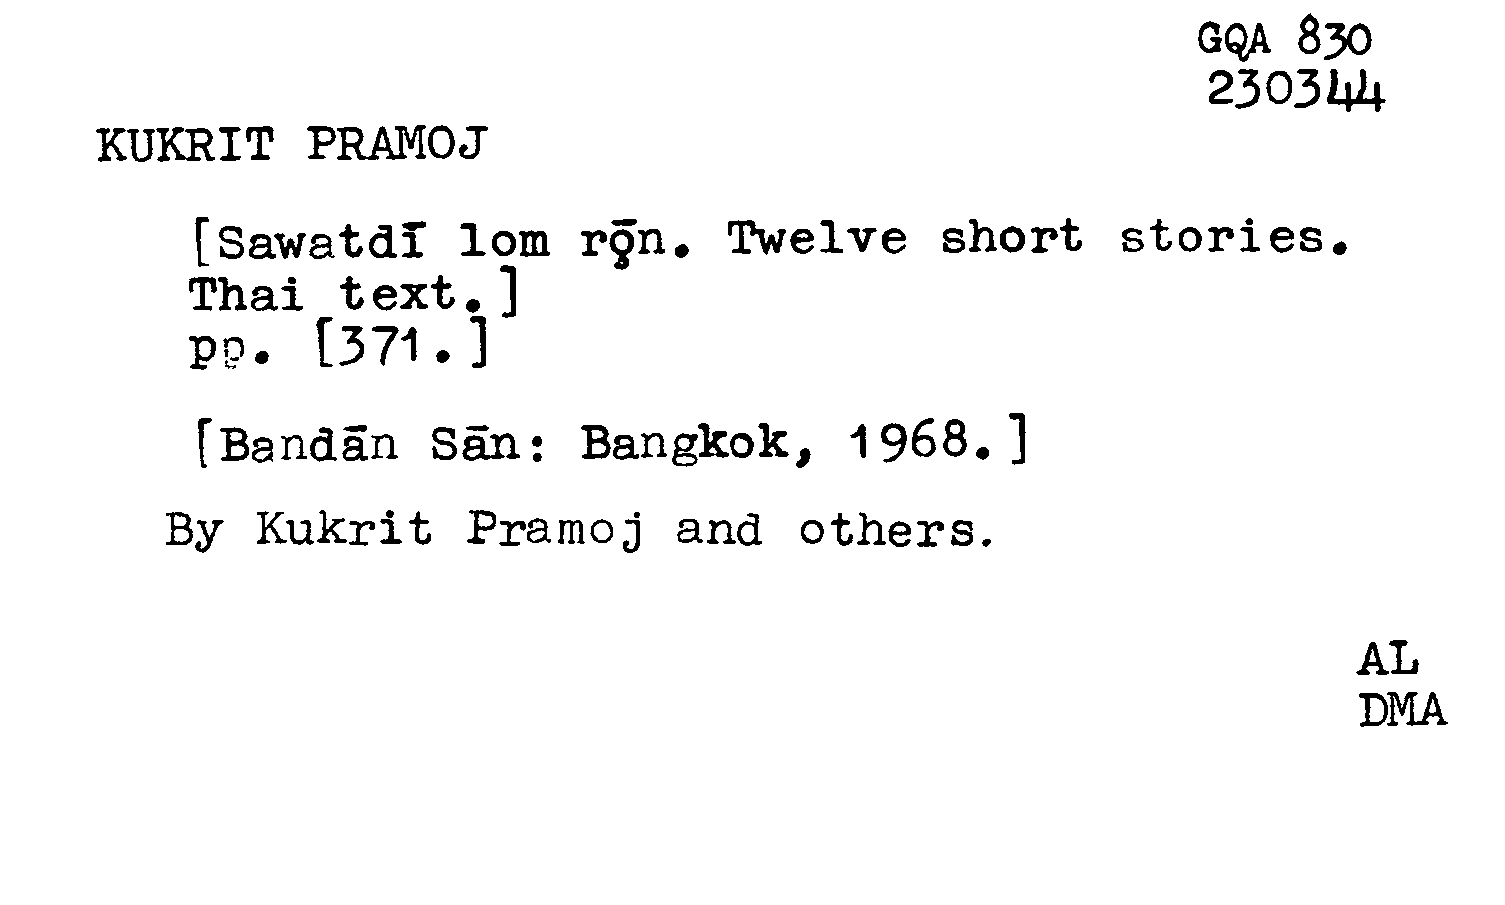 GQA 830
230344
KUKRIT PRAMOJ
[Sawatdī lom rǭn. Twelve short stories.
Thai text.]
pp. [371.]
[Bandān Sān: Bangkok, 1968.]
By Kukrit Pramoj and others.
AL
DMA